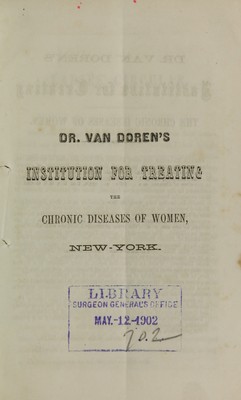 DR. VAN DOREN'S
INSTITUTION FOR TREATING
THE
CHRONIC DISEASES OF WOMEN,
NEW-YORK.
LIBRARY
SURGEON GENERAL'S OFFICE
MAY.-12-1902
702